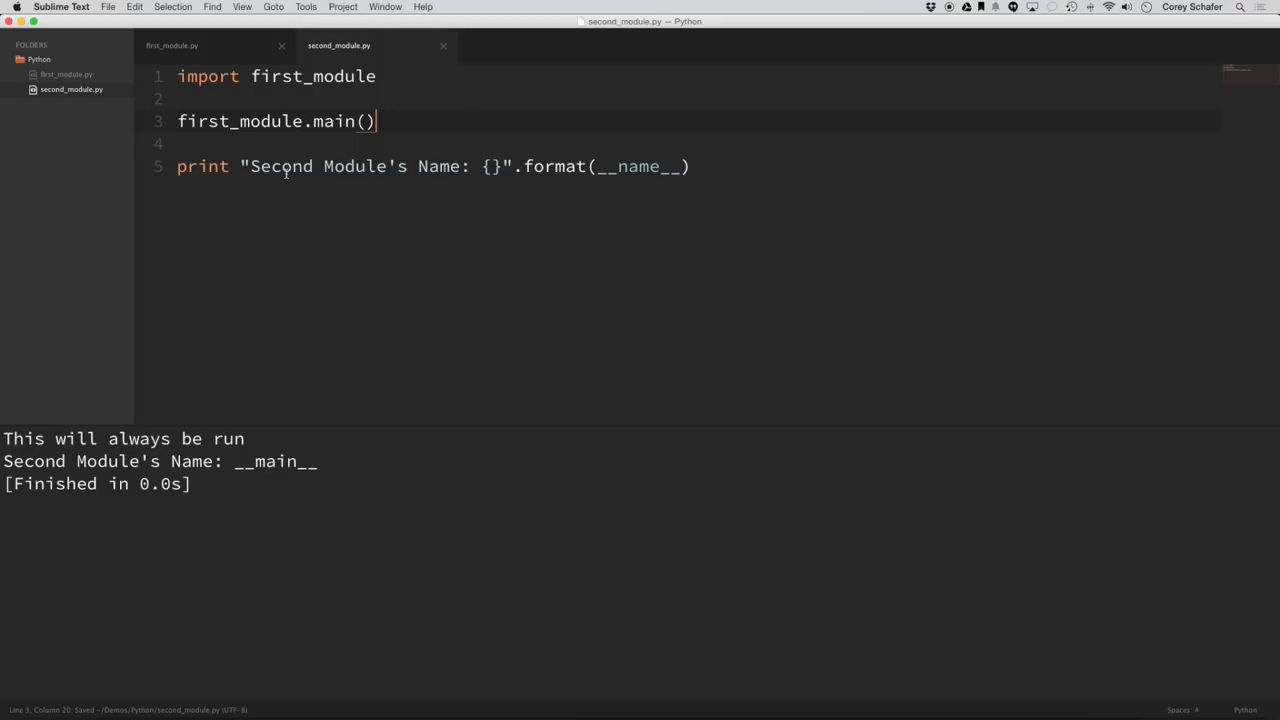 Sublime Text File Edit Selection Find View Goto Tools Project Window Help Corey Schafer
second_module.py — Python
FOLDERS
Python
first_module.py
second_module.py
first_module.py second_module.py
1 import first_module
2
3 first_module.main()
4
5 print "Second Module's Name: {}".format(__name__)
This will always be run
Second Module's Name: __main__
[Finished in 0.0s]
Line 3, Column 20: Saved ~/Demos/Python/second_module.py (UTF-8) Spaces: 4 Python